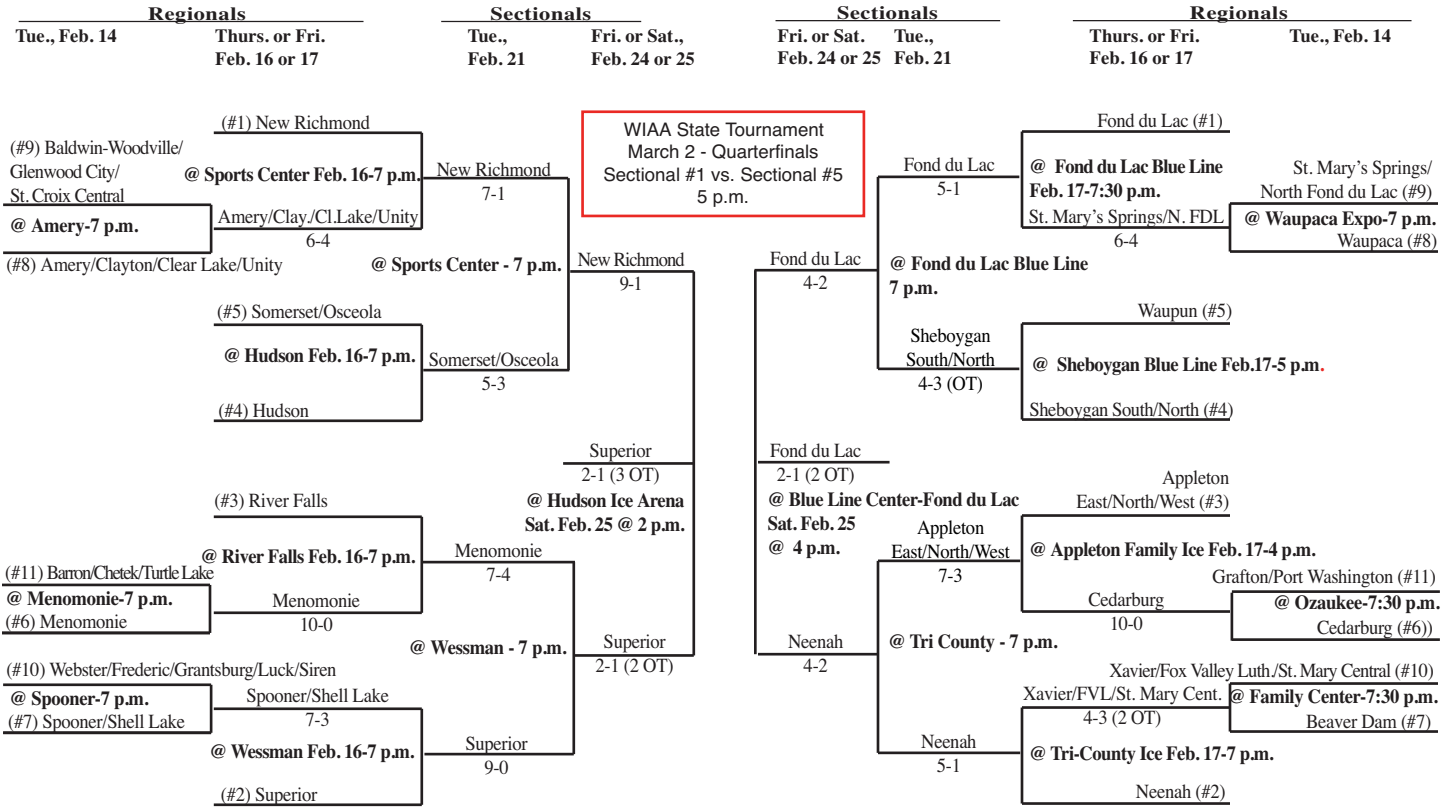 Regionals
Sectionals
Sectionals
Regionals
Tue., Feb. 14
Thurs. or Fri.
Feb. 16 or 17
Tue.,
Feb. 21
Fri. or Sat.,
Feb. 24 or 25
Fri. or Sat.
Feb. 24 or 25
Tue.,
Feb. 21
Thurs. or Fri.
Feb. 16 or 17
Tue., Feb. 14
(#1) New Richmond
(#9) Baldwin-Woodville/
Glenwood City/
St. Croix Central
@ Sports Center Feb. 16-7 p.m.
New Richmond
7-1
@ Amery-7 p.m.
Amery/Clay./Cl.Lake/Unity
6-4
(#8) Amery/Clayton/Clear Lake/Unity
@ Sports Center - 7 p.m.
New Richmond
9-1
(#5) Somerset/Osceola
@ Hudson Feb. 16-7 p.m.
Somerset/Osceola
5-3
(#4) Hudson
Superior
2-1 (3 OT)
@ Hudson Ice Arena
Sat. Feb. 25 @ 2 p.m.
(#3) River Falls
@ River Falls Feb. 16-7 p.m.
Menomonie
7-4
(#11) Barron/Chetek/Turtle Lake
@ Menomonie-7 p.m.
(#6) Menomonie
Menomonie
10-0
@ Wessman - 7 p.m.
Superior
2-1 (2 OT)
(#10) Webster/Frederic/Grantsburg/Luck/Siren
@ Spooner-7 p.m.
(#7) Spooner/Shell Lake
Spooner/Shell Lake
7-3
@ Wessman Feb. 16-7 p.m.
Superior
9-0
(#2) Superior
WIAA State Tournament
March 2 - Quarterfinals
Sectional #1 vs. Sectional #5
5 p.m.
Fond du Lac (#1)
Fond du Lac
5-1
@ Fond du Lac Blue Line
Feb. 17-7:30 p.m.
St. Mary's Springs/
North Fond du Lac (#9)
St. Mary's Springs/N. FDL
6-4
@ Waupaca Expo-7 p.m.
Waupaca (#8)
Fond du Lac
4-2
@ Fond du Lac Blue Line
7 p.m.
Waupun (#5)
Sheboygan
South/North
4-3 (OT)
@ Sheboygan Blue Line Feb.17-5 p.m.
Sheboygan South/North (#4)
Fond du Lac
2-1 (2 OT)
@ Blue Line Center-Fond du Lac
Sat. Feb. 25
@ 4 p.m.
Appleton
East/North/West (#3)
Appleton
East/North/West
7-3
@ Appleton Family Ice Feb. 17-4 p.m.
Grafton/Port Washington (#11)
Cedarburg
10-0
@ Ozaukee-7:30 p.m.
Cedarburg (#6))
Neenah
4-2
@ Tri County - 7 p.m.
Xavier/Fox Valley Luth./St. Mary Central (#10)
Xavier/FVL/St. Mary Cent.
4-3 (2 OT)
@ Family Center-7:30 p.m.
Beaver Dam (#7)
Neenah
5-1
@ Tri-County Ice Feb. 17-7 p.m.
Neenah (#2)